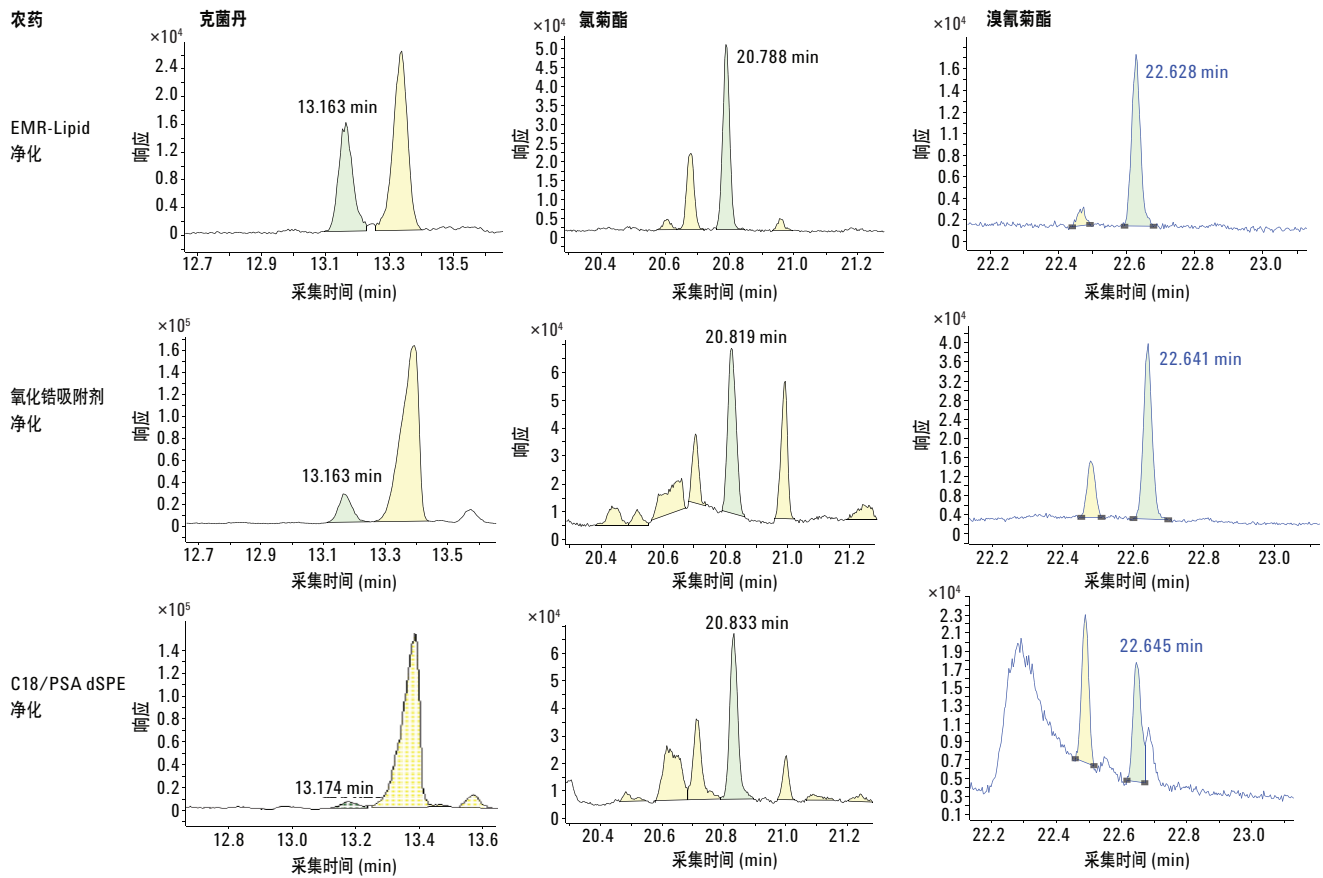 农药
克菌丹
氯菊酯
溴氰菊酯
EMR-Lipid
净化
×10⁴
响应
2.4
2.0
1.6
1.2
0.8
0.4
0
13.163 min
12.7 12.9 13.1 13.3 13.5
采集时间 (min)
×10⁴
响应
5.0
4.5
4.0
3.5
3.0
2.5
2.0
1.5
1.0
0.5
0
20.788 min
20.4 20.6 20.8 21.0 21.2
采集时间 (min)
×10⁴
1.6
1.4
1.2
1.0
0.8
0.6
0.4
0.2
0
22.628 min
22.2 22.4 22.6 22.8 23.0
采集时间 (min)
响应
氧化锆吸附剂
净化
×10⁵
响应
1.6
1.4
1.2
1.0
0.8
0.6
0.4
0.2
0
13.163 min
12.7 12.9 13.1 13.3 13.5
采集时间 (min)
×10⁴
响应
6
5
4
3
2
1
0
20.819 min
20.4 20.6 20.8 21.0 21.2
采集时间 (min)
×10⁴
响应
4.0
3.6
3.2
2.8
2.4
2.0
1.6
1.2
0.8
0.4
0
22.641 min
22.2 22.4 22.6 22.8 23.0
采集时间 (min)
C18/PSA dSPE
净化
×10⁵
响应
1.4
1.2
1.0
0.8
0.6
0.4
0.2
0
13.174 min
12.8 13.0 13.2 13.4 13.6
采集时间 (min)
×10⁴
响应
6
5
4
3
2
1
0
20.833 min
20.4 20.6 20.8 21.0 21.2
采集时间 (min)
×10⁴
响应
2.3
2.1
1.9
1.7
1.5
1.3
1.1
0.9
0.7
0.5
0.3
0.1
22.645 min
22.2 22.4 22.6 22.8 23.0
采集时间 (min)